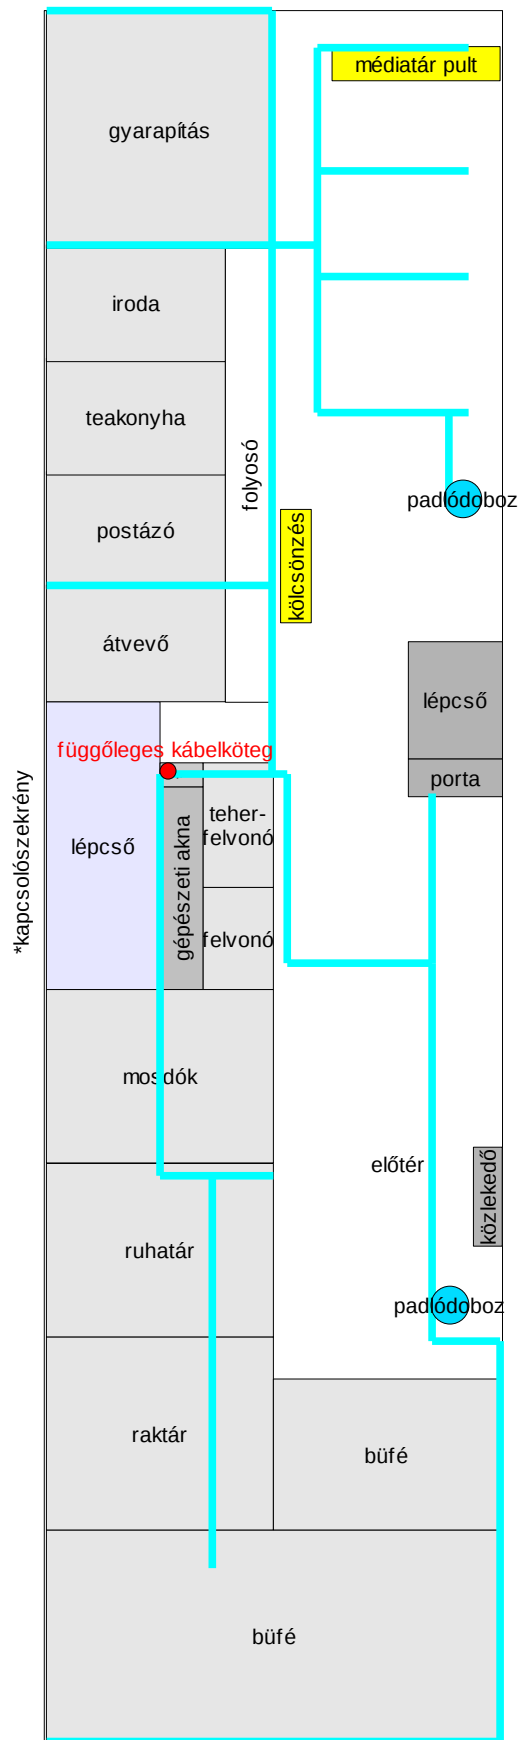 médiatár pult
gyarapítás
iroda
teakonyha
folyosó
padlódoboz
postázó
kölcsönzés
átvevő
lépcső
függőleges kábelköteg
porta
*kapcsolószekrény
lépcső
gépészeti akna
teher-
felvonó
felvonó
mosdók
előtér
közlekedő
ruhatár
padlódoboz
raktár
büfé
büfé